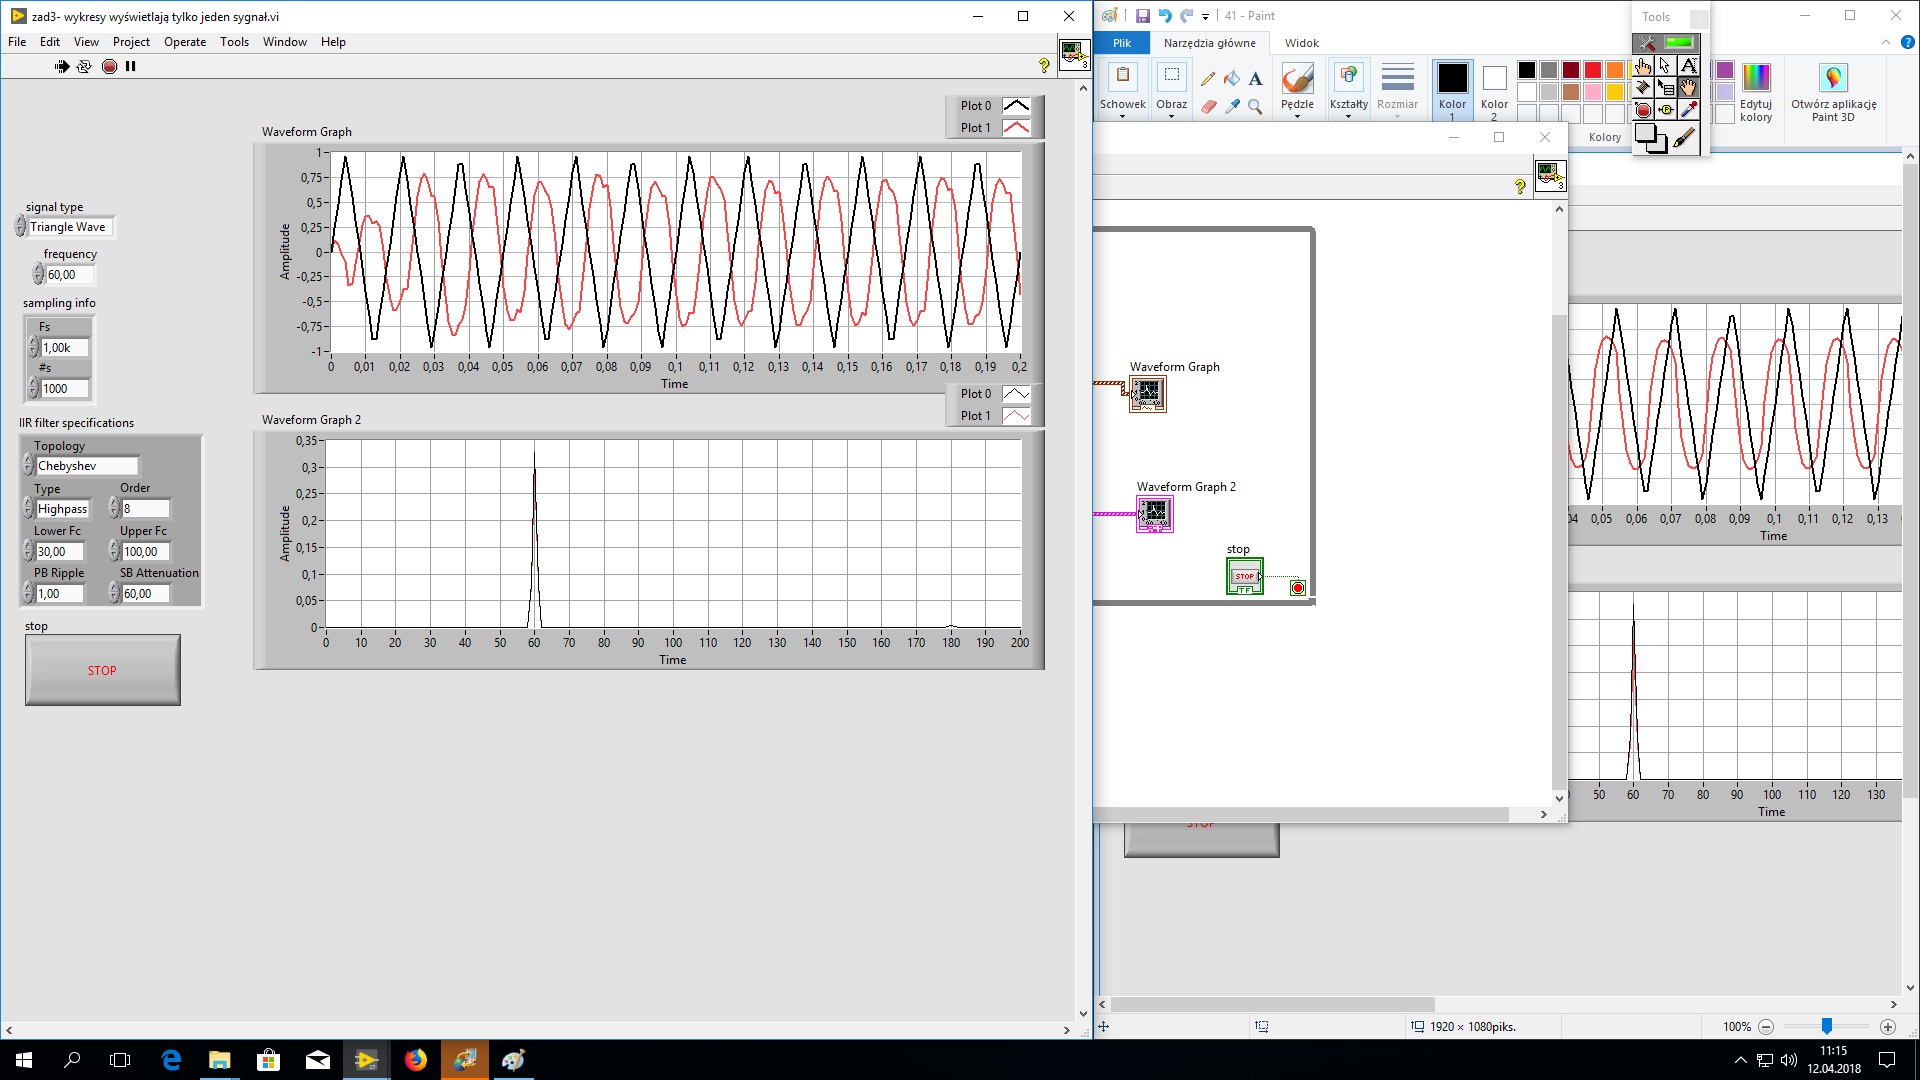 zad3- wykresy wyświetlają tylko jeden sygnał.vi
File Edit View Project Operate Tools Window Help
3
Plot 0
Plot 1
Waveform Graph
Amplitude
1
0,75
0,5
0,25
0
-0,25
-0,5
-0,75
-1
0 0,01 0,02 0,03 0,04 0,05 0,06 0,07 0,08 0,09 0,1 0,11 0,12 0,13 0,14 0,15 0,16 0,17 0,18 0,19 0,2
Time
signal type
Triangle Wave
frequency
60,00
sampling info
Fs
1,00k
#s
1000
IIR filter specifications
Topology
Chebyshev
Type Order
Highpass 8
Lower Fc Upper Fc
30,00 100,00
PB Ripple SB Attenuation
1,00 60,00
stop
STOP
Plot 0
Plot 1
Waveform Graph 2
Amplitude
0,35
0,3
0,25
0,2
0,15
0,1
0,05
0
0 10 20 30 40 50 60 70 80 90 100 110 120 130 140 150 160 170 180 190 200
Time
41 - Paint
Plik Narzędzia główne Widok
Schowek Obraz Pędzle Kształty Rozmiar Kolor 1 Kolor 2 Edytuj kolory Otwórz aplikację Paint 3D
Kolory
Tools
3
Waveform Graph
Waveform Graph 2
stop
STOP
TF
04 0,05 0,06 0,07 0,08 0,09 0,1 0,11 0,12 0,13
Time
50 60 70 80 90 100 110 120 130
Time
STOP
1920 × 1080piks.
100%
11:15
12.04.2018